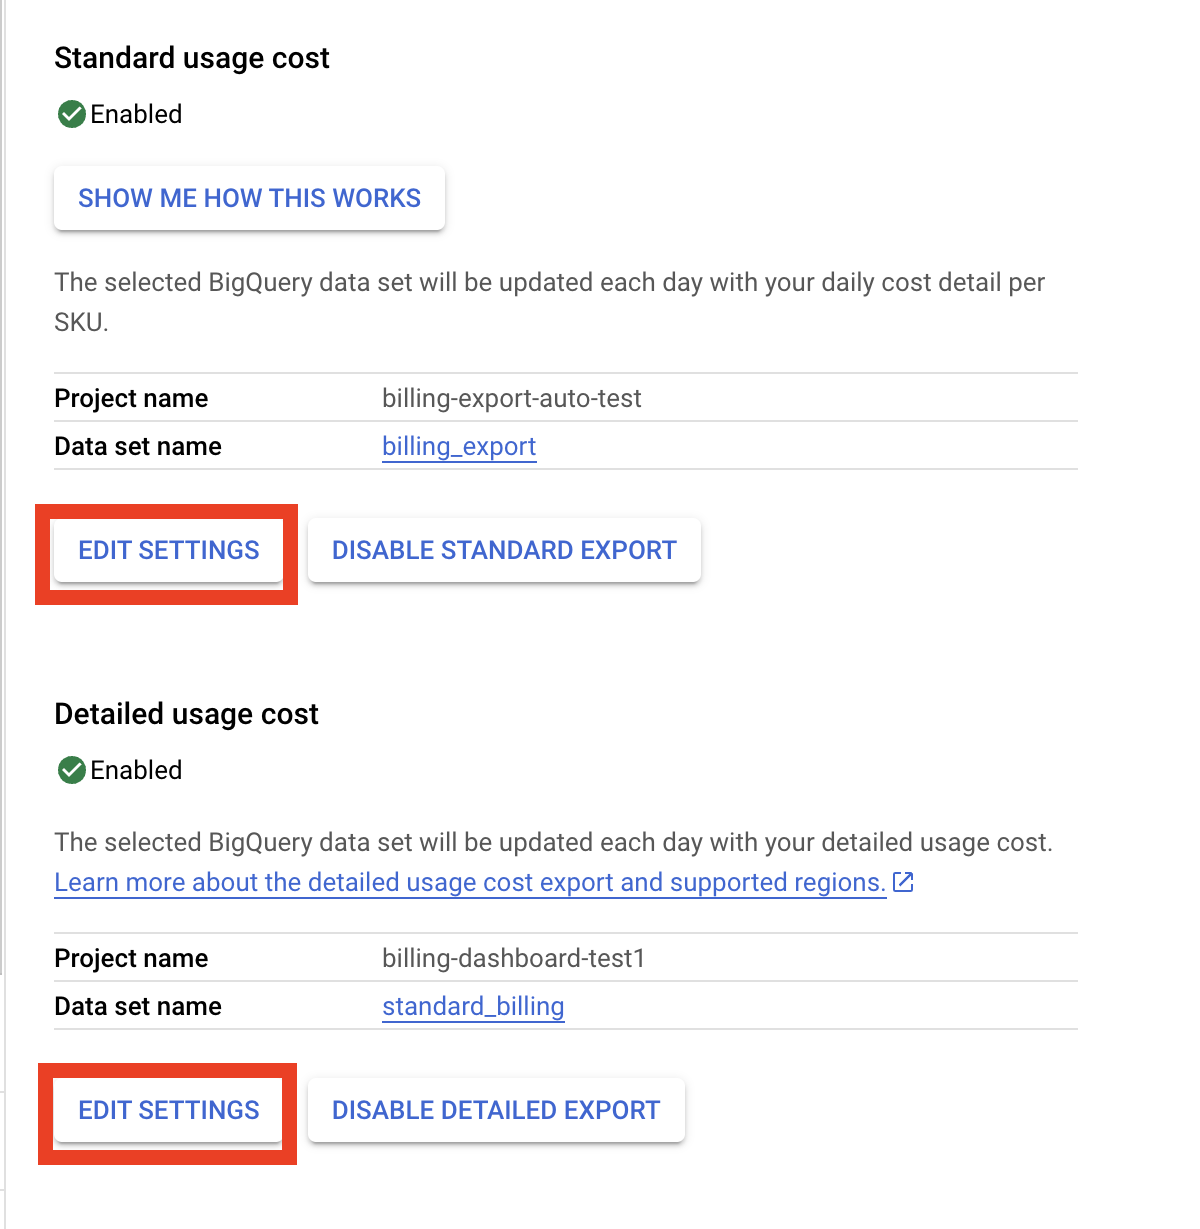 Standard usage cost
Enabled
SHOW ME HOW THIS WORKS
The selected BigQuery data set will be updated each day with your daily cost detail per
SKU.
Project name billing-export-auto-test
Data set name billing_export
EDIT SETTINGS DISABLE STANDARD EXPORT
Detailed usage cost
Enabled
The selected BigQuery data set will be updated each day with your detailed usage cost.
Learn more about the detailed usage cost export and supported regions.
Project name billing-dashboard-test1
Data set name standard_billing
EDIT SETTINGS DISABLE DETAILED EXPORT